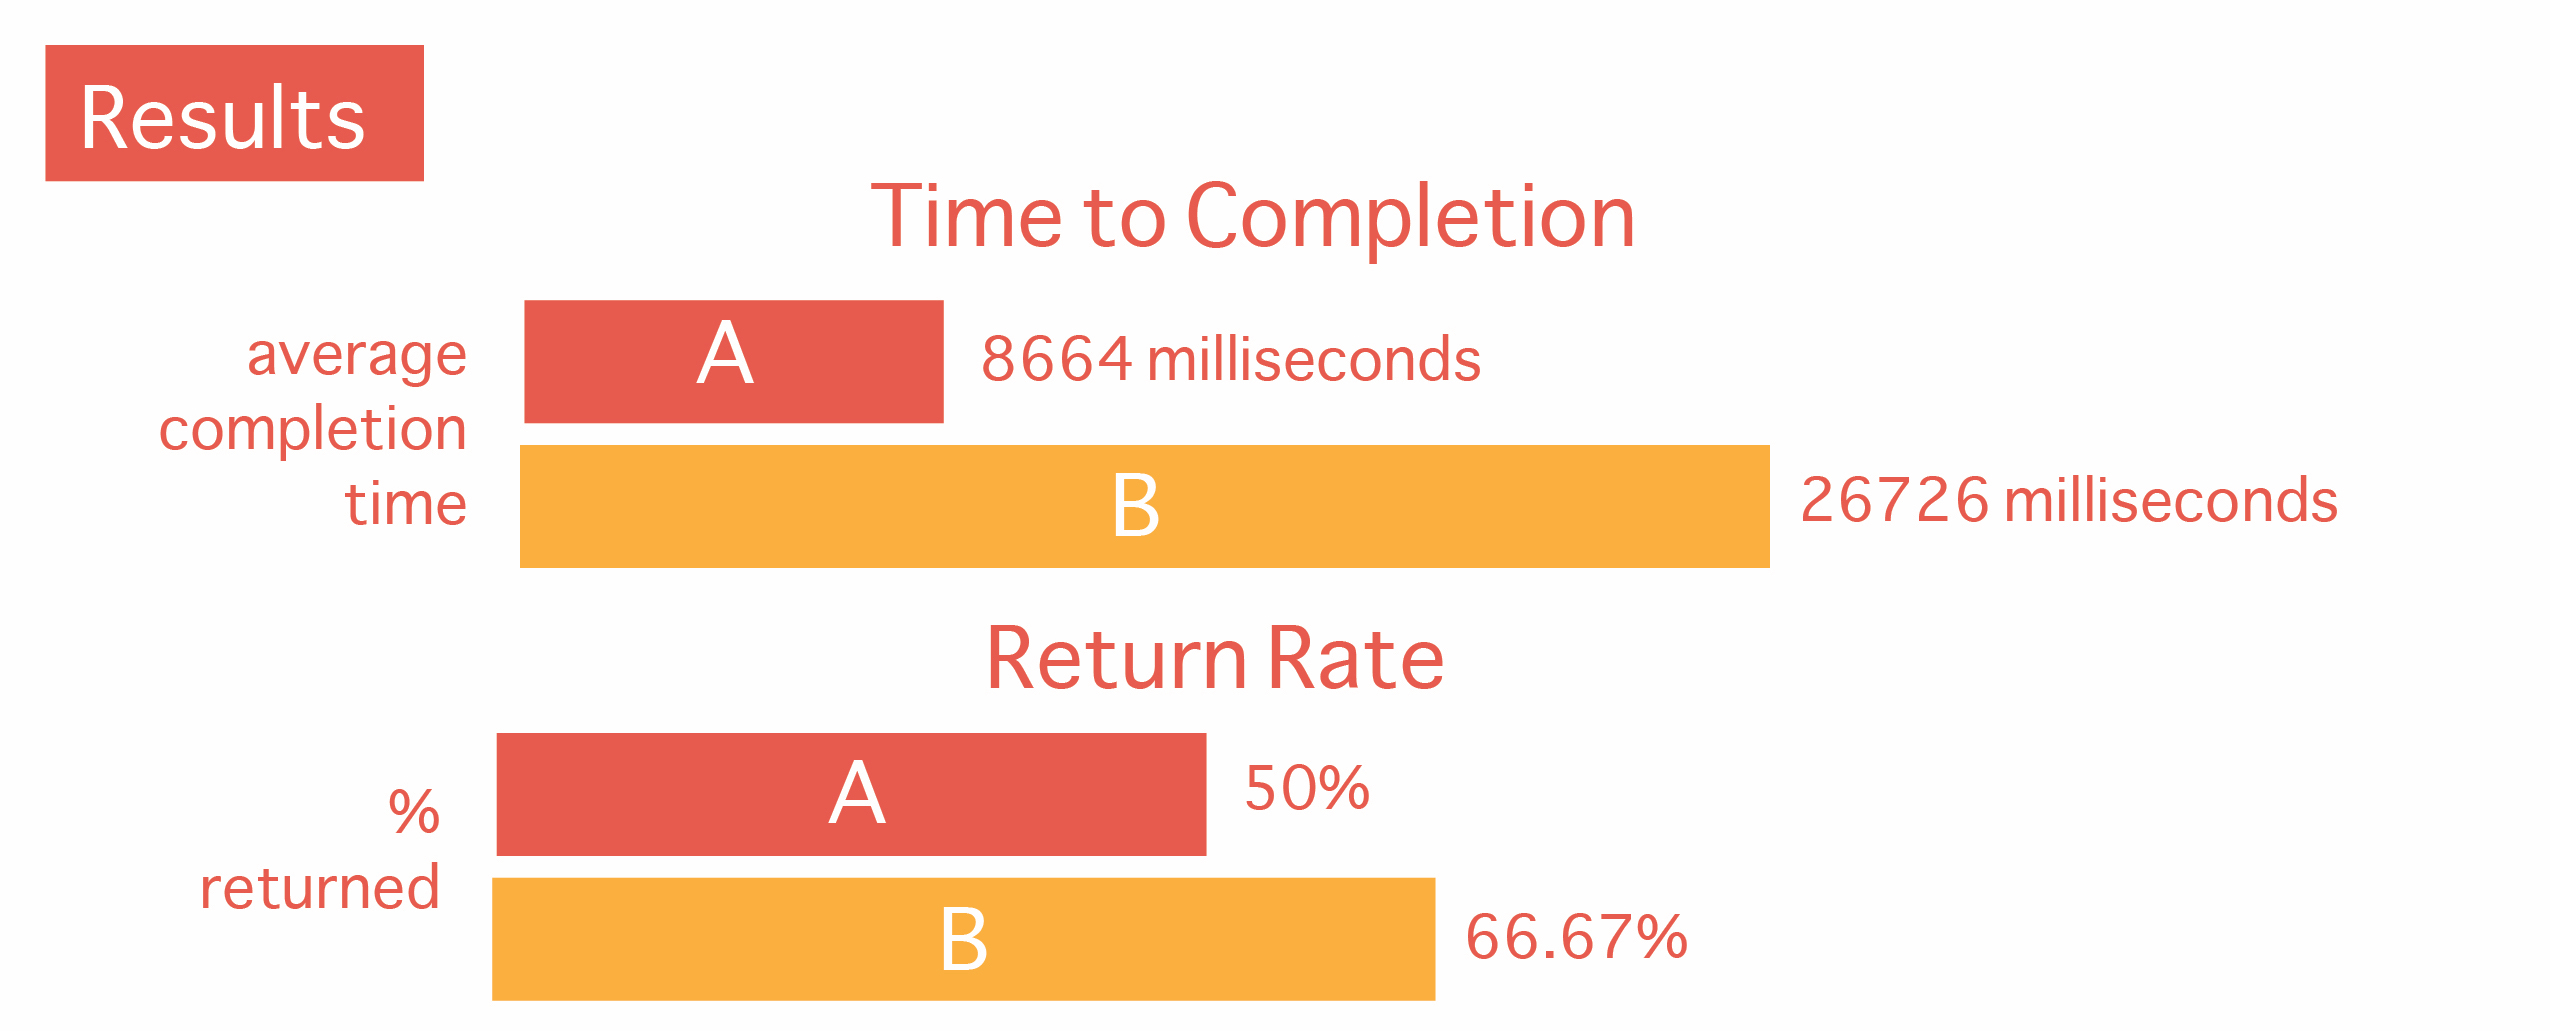 Results
Time to Completion
average
completion
time
A
8664 milliseconds
B
26726 milliseconds
Return Rate
%
returned
A
50%
B
66.67%